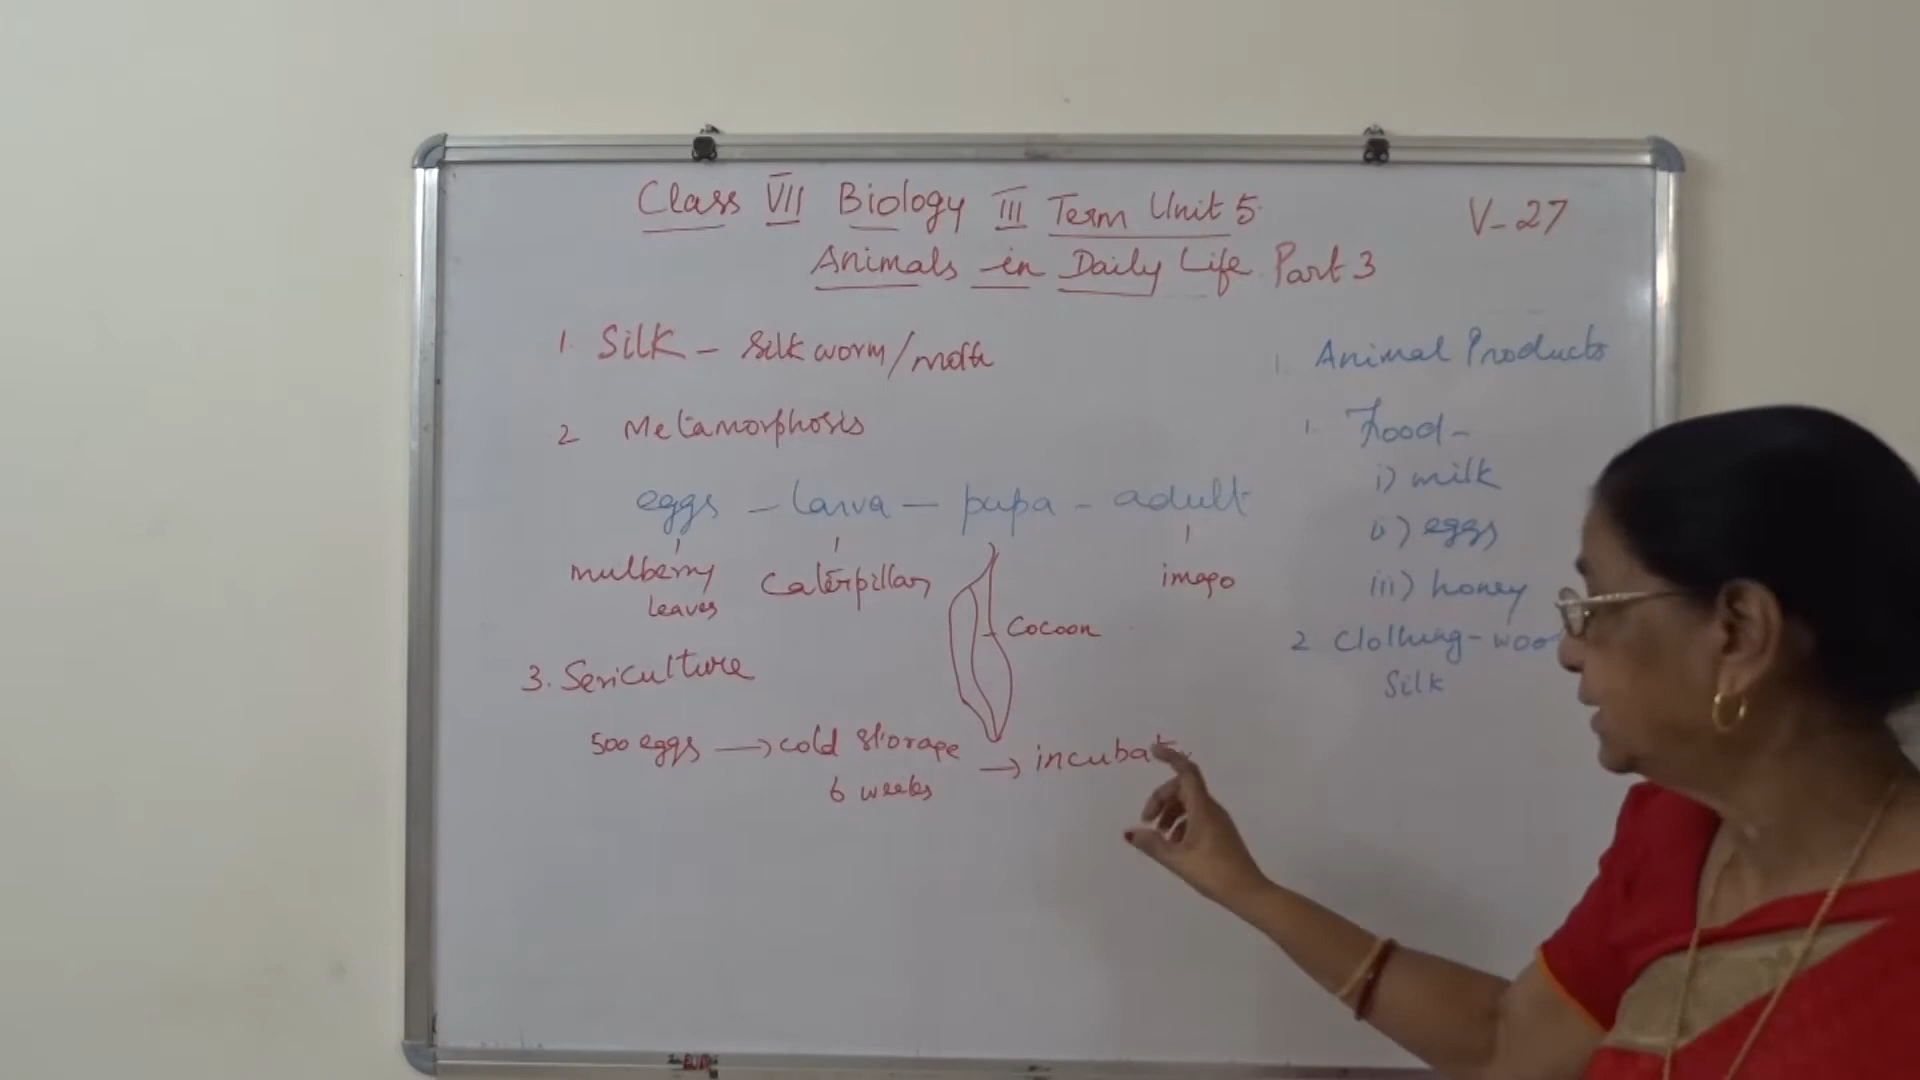 Class VII Biology III Term Unit 5
V-27
Animals in Daily Life Part 3
1. Silk - Silk worm/moth
2 Metamorphosis
eggs - larva - pupa - adult
mulberry leaves
Caterpillar
Cocoon
imago
3. Sericulture
500 eggs → cold storage → incubat
6 weeks
1. Animal Products
1. Food -
i) milk
ii) eggs
iii) honey
2 Clothing - woo
Silk